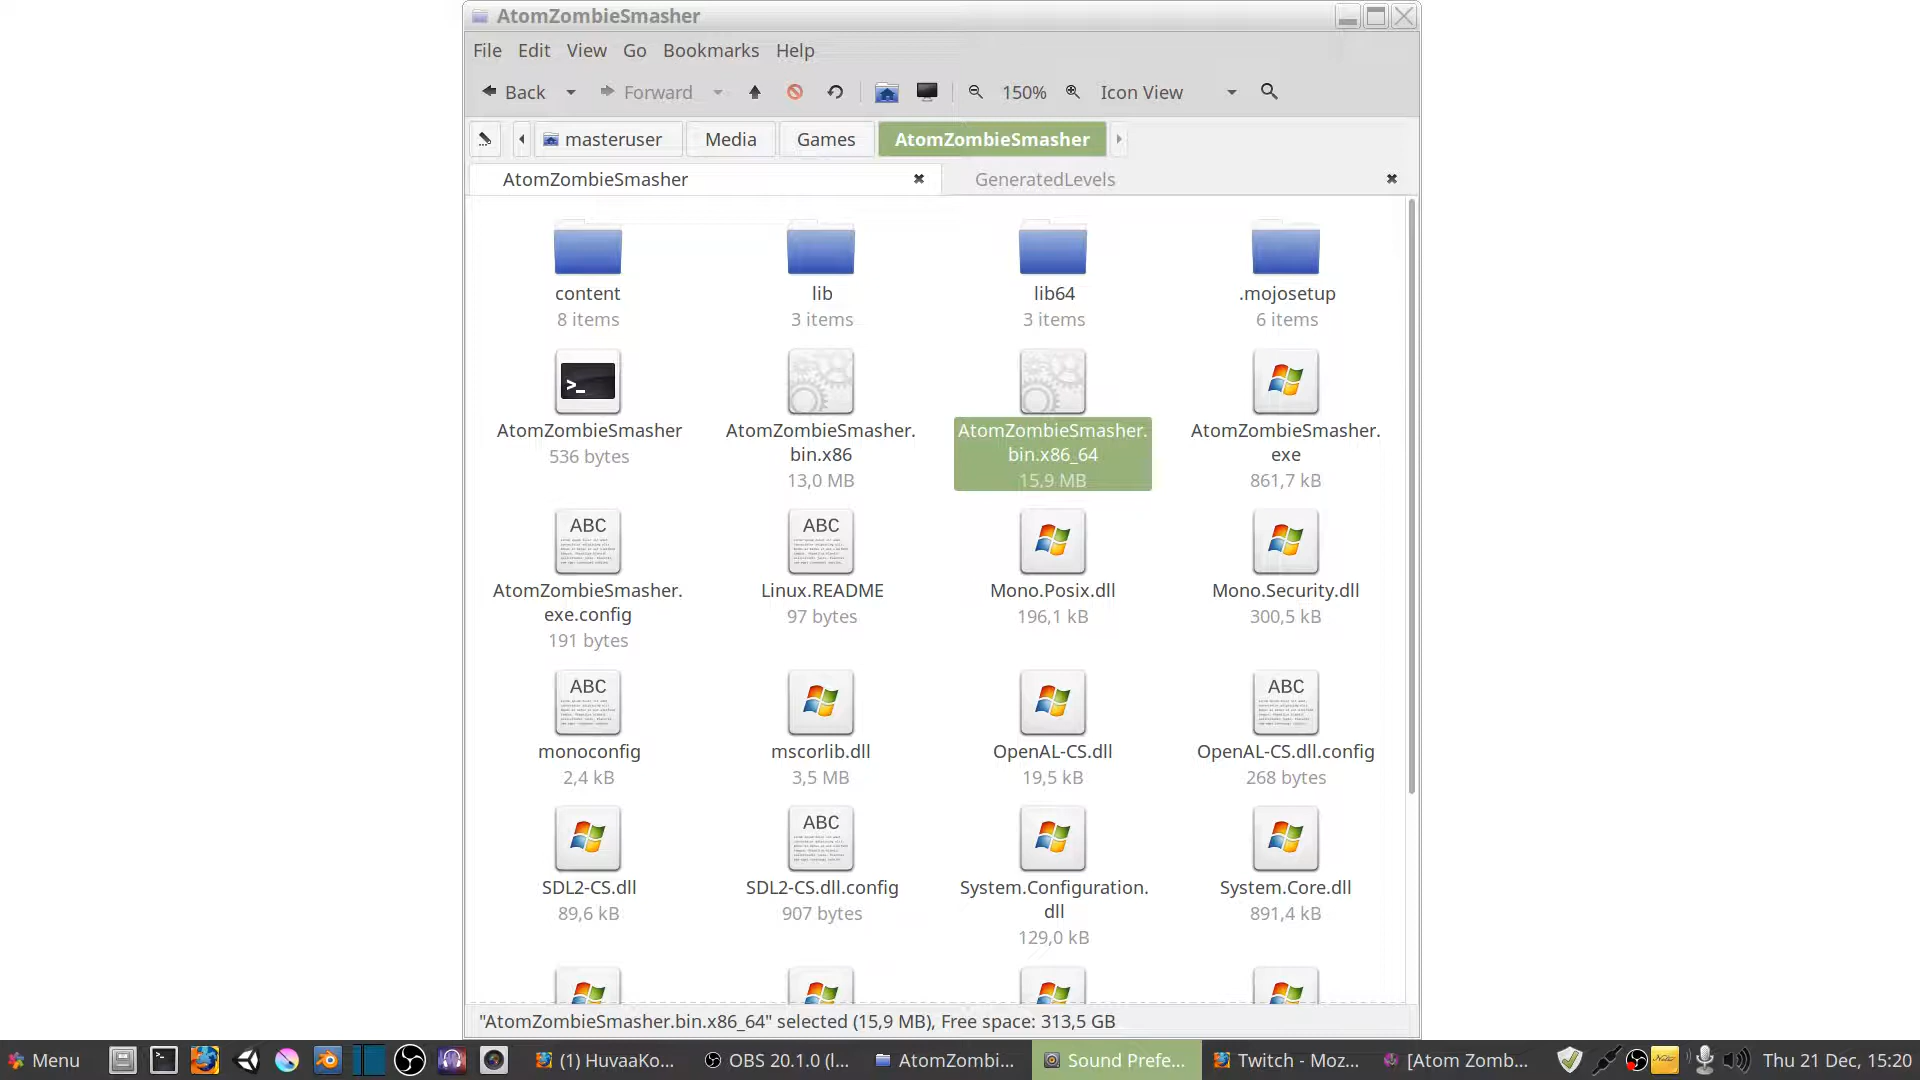 AtomZombieSmasher
File Edit View Go Bookmarks Help
Back Forward 150% Icon View
masteruser Media Games AtomZombieSmasher
AtomZombieSmasher GeneratedLevels
content lib lib64 .mojosetup
8 items 3 items 3 items 6 items
>_
AtomZombieSmasher
536 bytes
AtomZombieSmasher.
bin.x86
13,0 MB
AtomZombieSmasher.
bin.x86_64
15,9 MB
AtomZombieSmasher.
exe
861,7 kB
ABC
AtomZombieSmasher.
exe.config
191 bytes
ABC
Linux.README
97 bytes
Mono.Posix.dll
196,1 kB
Mono.Security.dll
300,5 kB
ABC
monoconfig
2,4 kB
mscorlib.dll
3,5 MB
OpenAL-CS.dll
19,5 kB
ABC
OpenAL-CS.dll.config
268 bytes
SDL2-CS.dll
89,6 kB
ABC
SDL2-CS.dll.config
907 bytes
System.Configuration.
dll
129,0 kB
System.Core.dll
891,4 kB
"AtomZombieSmasher.bin.x86_64" selected (15,9 MB), Free space: 313,5 GB
Menu (1) HuvaaKo... OBS 20.1.0 (l... AtomZombi... Sound Prefe... Twitch - Moz... [Atom Zomb... Thu 21 Dec, 15:20